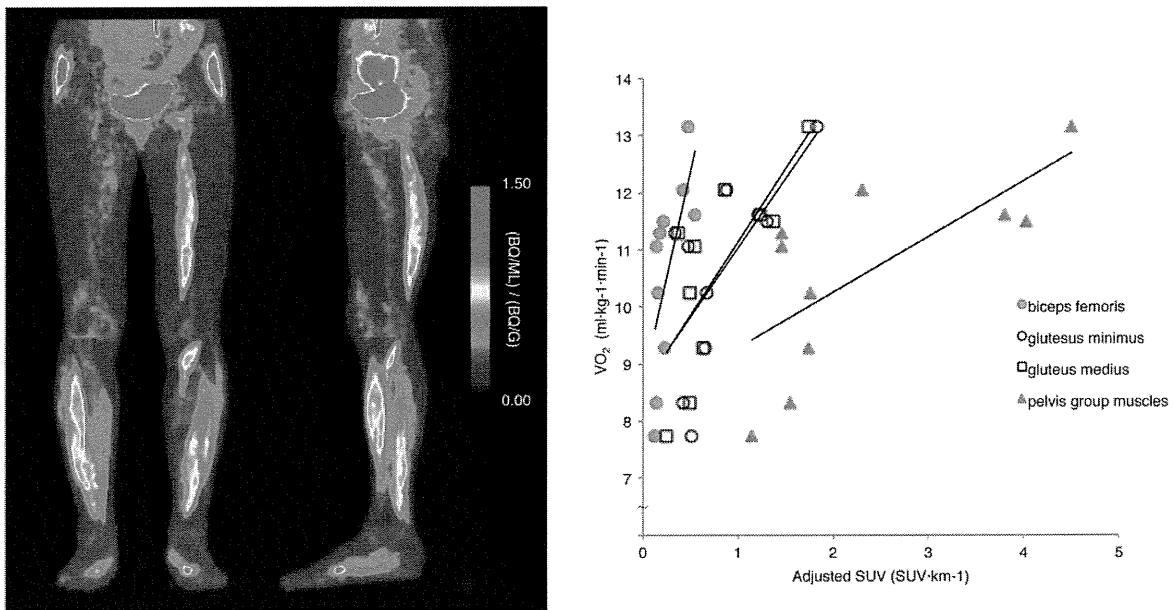 1.50
(BQ/ML) / (BQ/G)
0.00
14
13
12
11
10
9
8
7
VO2 (ml·kg-1·min-1)
0
1
2
3
4
5
Adjusted SUV (SUV·km-1)
biceps femoris
glutesus minimus
gluteus medius
pelvis group muscles